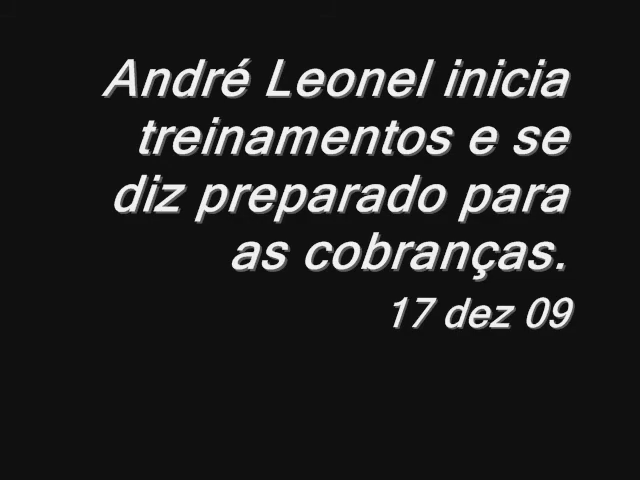 André Leonel inicia
treinamentos e se
diz preparado para
as cobranças.
17 dez 09